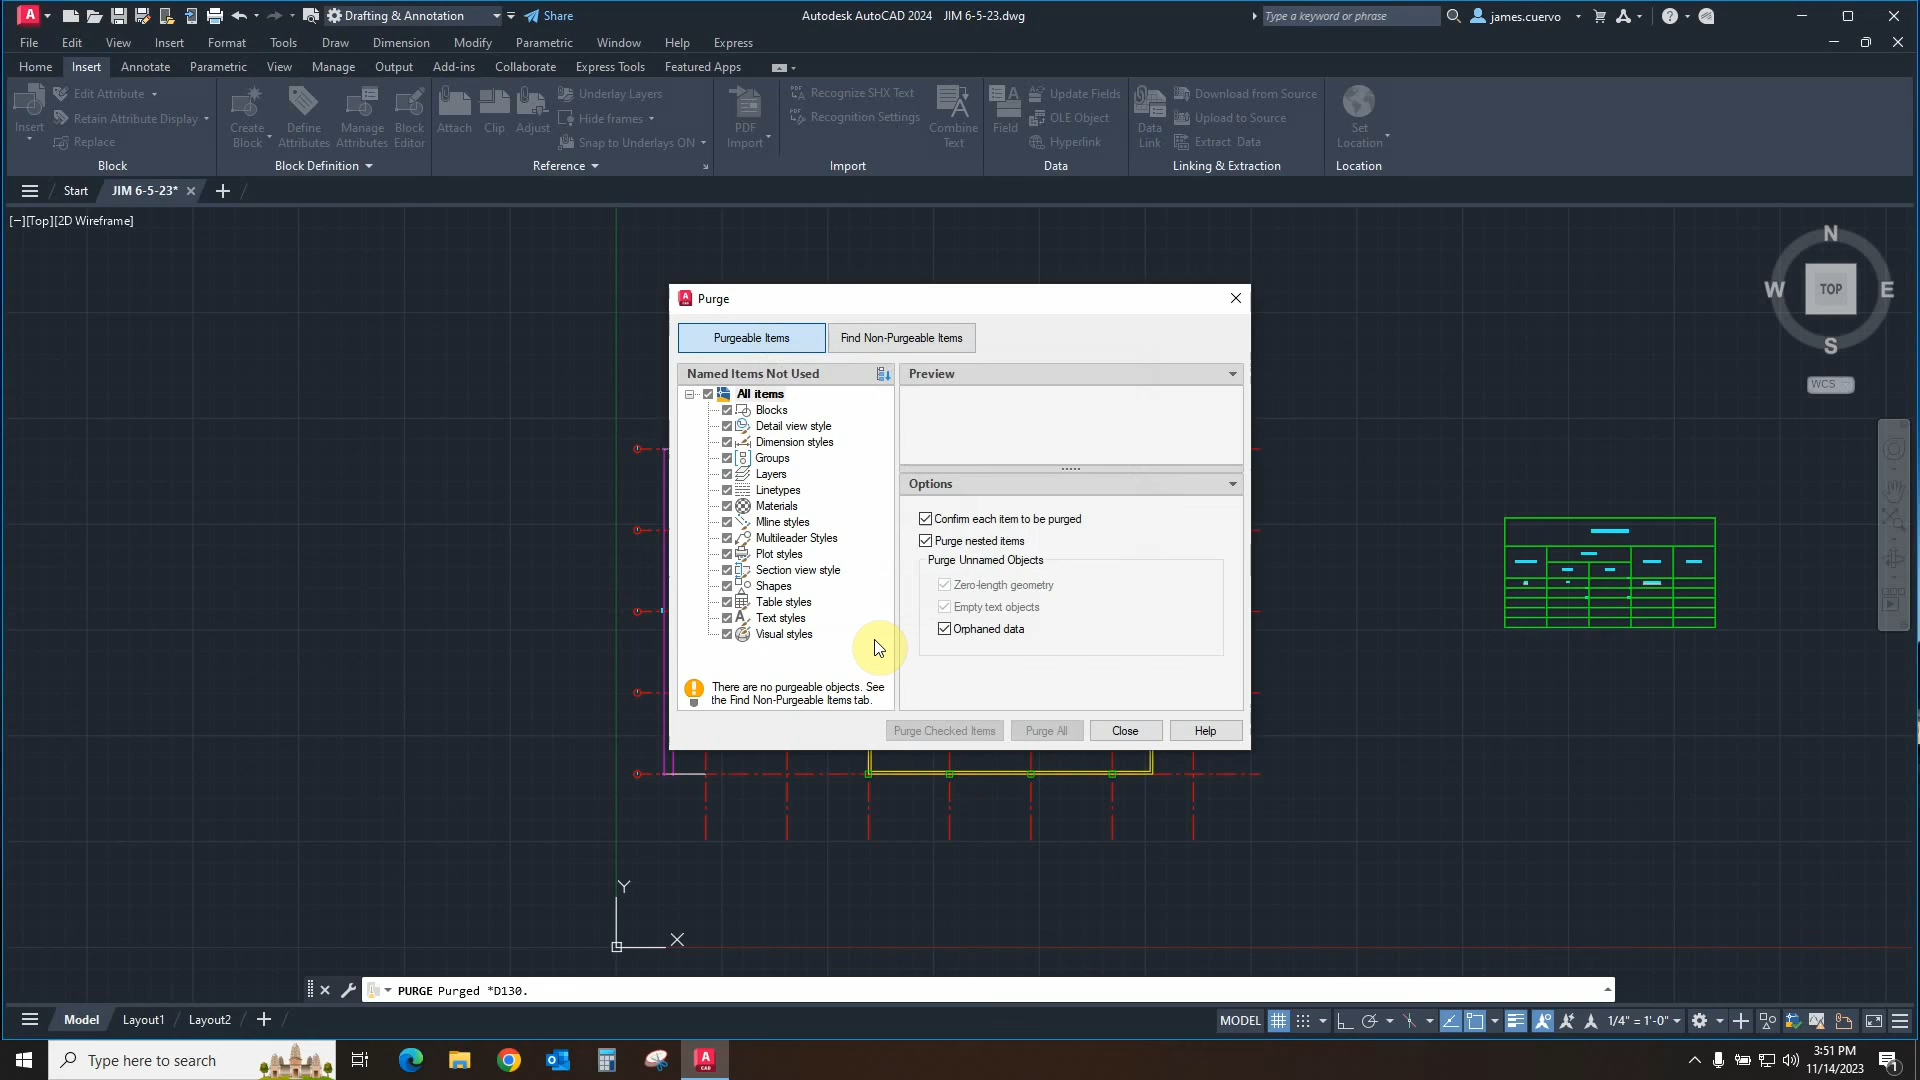 Drafting & Annotation
Share
Autodesk AutoCAD 2024 JIM 6-5-23.dwg
Type a keyword or phrase
james.cuervo
File Edit View Insert Format Tools Draw Dimension Modify Parametric Window Help Express
Home Insert Annotate Parametric View Manage Output Add-ins Collaborate Express Tools Featured Apps
Insert
Edit Attribute
Retain Attribute Display
Replace
Block
Create Block
Define Attributes
Manage Attributes
Block Editor
Block Definition
Attach
Clip
Adjust
Underlay Layers
Hide frames
Snap to Underlays ON
Reference
PDF Import
Recognize SHX Text
Recognition Settings
Combine Text
Import
Field
Update Fields
OLE Object
Hyperlink
Data
Data Link
Download from Source
Upload to Source
Extract Data
Linking & Extraction
Set Location
Location
Start
JIM 6-5-23*
[−][Top][2D Wireframe]
N
W
TOP
E
S
WCS
Purge
Purgeable Items
Find Non-Purgeable Items
Named Items Not Used
All items
Blocks
Detail view style
Dimension styles
Groups
Layers
Linetypes
Materials
Mline styles
Multileader Styles
Plot styles
Section view style
Shapes
Table styles
Text styles
Visual styles
There are no purgeable objects. See
the Find Non-Purgeable Items tab.
Preview
Options
Confirm each item to be purged
Purge nested items
Purge Unnamed Objects
Zero-length geometry
Empty text objects
Orphaned data
Purge Checked Items
Purge All
Close
Help
Y
X
PURGE Purged *D130.
Model
Layout1
Layout2
MODEL
1/4" = 1'-0"
Type here to search
3:51 PM
11/14/2023
1